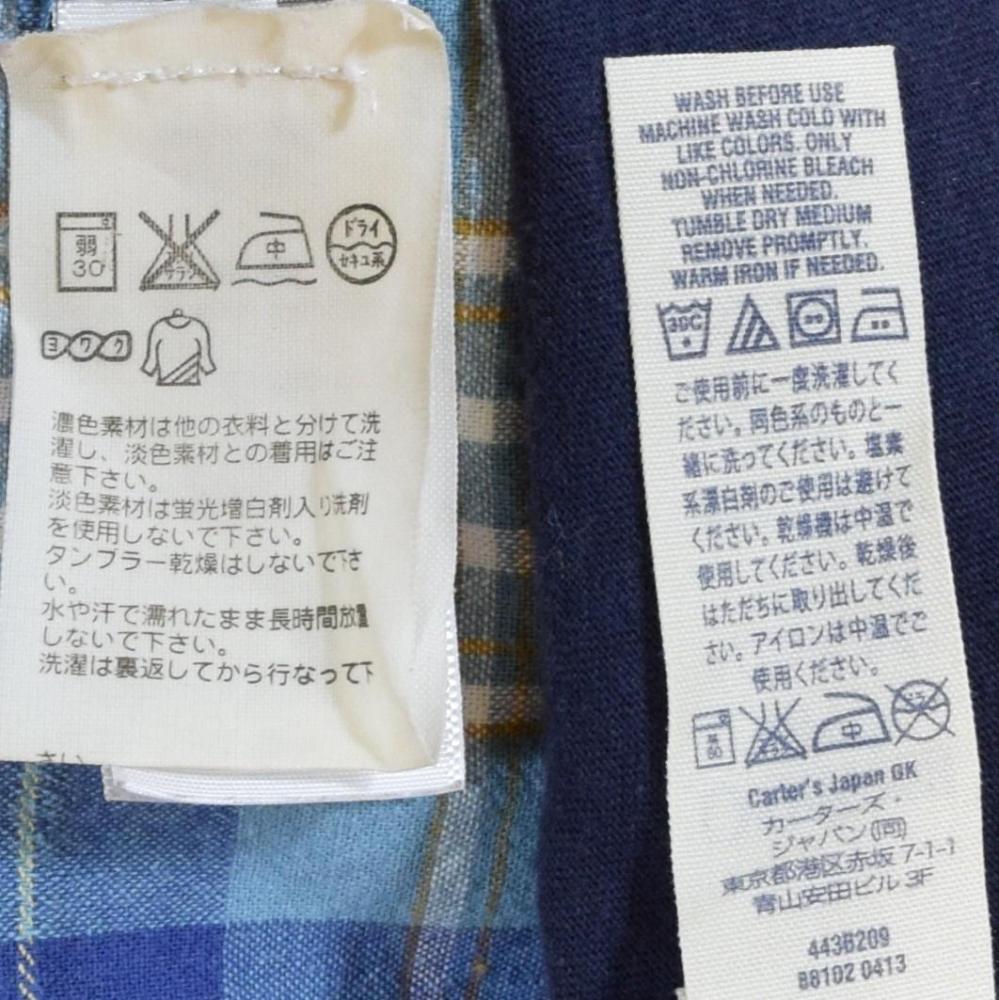 弱
30
中
ドライ
セキユ系
ヨワク
濃色素材は他の衣料と分けて洗
濯し、淡色素材との着用はご注
意下さい。
淡色素材は蛍光増白剤入り洗剤
を使用しないで下さい。
タンブラー乾燥はしないで下さ
い。
水や汗で濡れたまま長時間放置
しないで下さい。
洗濯は裏返してから行なって下
さい
WASH BEFORE USE
MACHINE WASH COLD WITH
LIKE COLORS. ONLY
NON-CHLORINE BLEACH
WHEN NEEDED.
TUMBLE DRY MEDIUM
REMOVE PROMPTLY.
WARM IRON IF NEEDED.
30C
ご使用前に一度洗濯してく
ださい。同色系のものと一
緒に洗ってください。塩素
系漂白剤のご使用は避けて
ください。乾燥機は中温で
使用してください。乾燥後
はただちに取り出してくだ
さい。アイロンは中温でご
使用ください。
中
Carter's Japan GK
カーターズ・
ジャパン(同)
東京都港区赤坂 7-1-1
青山安田ビル 3F
443B209
88102 0413